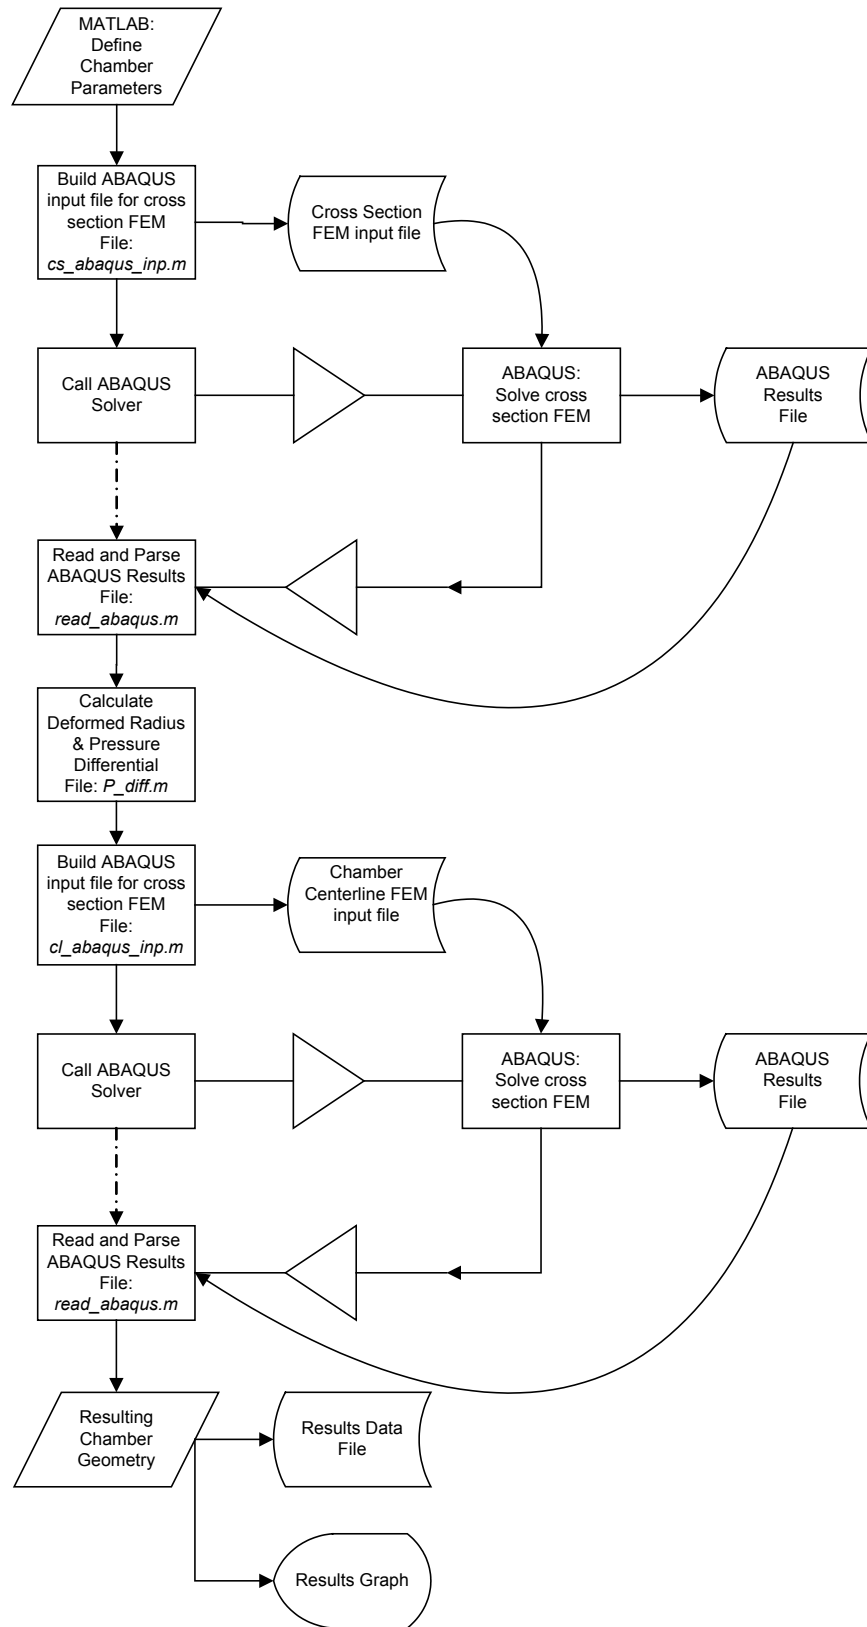 MATLAB:
Define
Chamber
Parameters
Build ABAQUS
input file for cross
section FEM
File:
cs_abaqus_inp.m
Cross Section
FEM input file
Call ABAQUS
Solver
ABAQUS:
Solve cross
section FEM
ABAQUS
Results
File
Read and Parse
ABAQUS Results
File:
read_abaqus.m
Calculate
Deformed Radius
& Pressure
Differential
File: P_diff.m
Build ABAQUS
input file for cross
section FEM
File:
cl_abaqus_inp.m
Chamber
Centerline FEM
input file
Call ABAQUS
Solver
ABAQUS:
Solve cross
section FEM
ABAQUS
Results
File
Read and Parse
ABAQUS Results
File:
read_abaqus.m
Resulting
Chamber
Geometry
Results Data
File
Results Graph